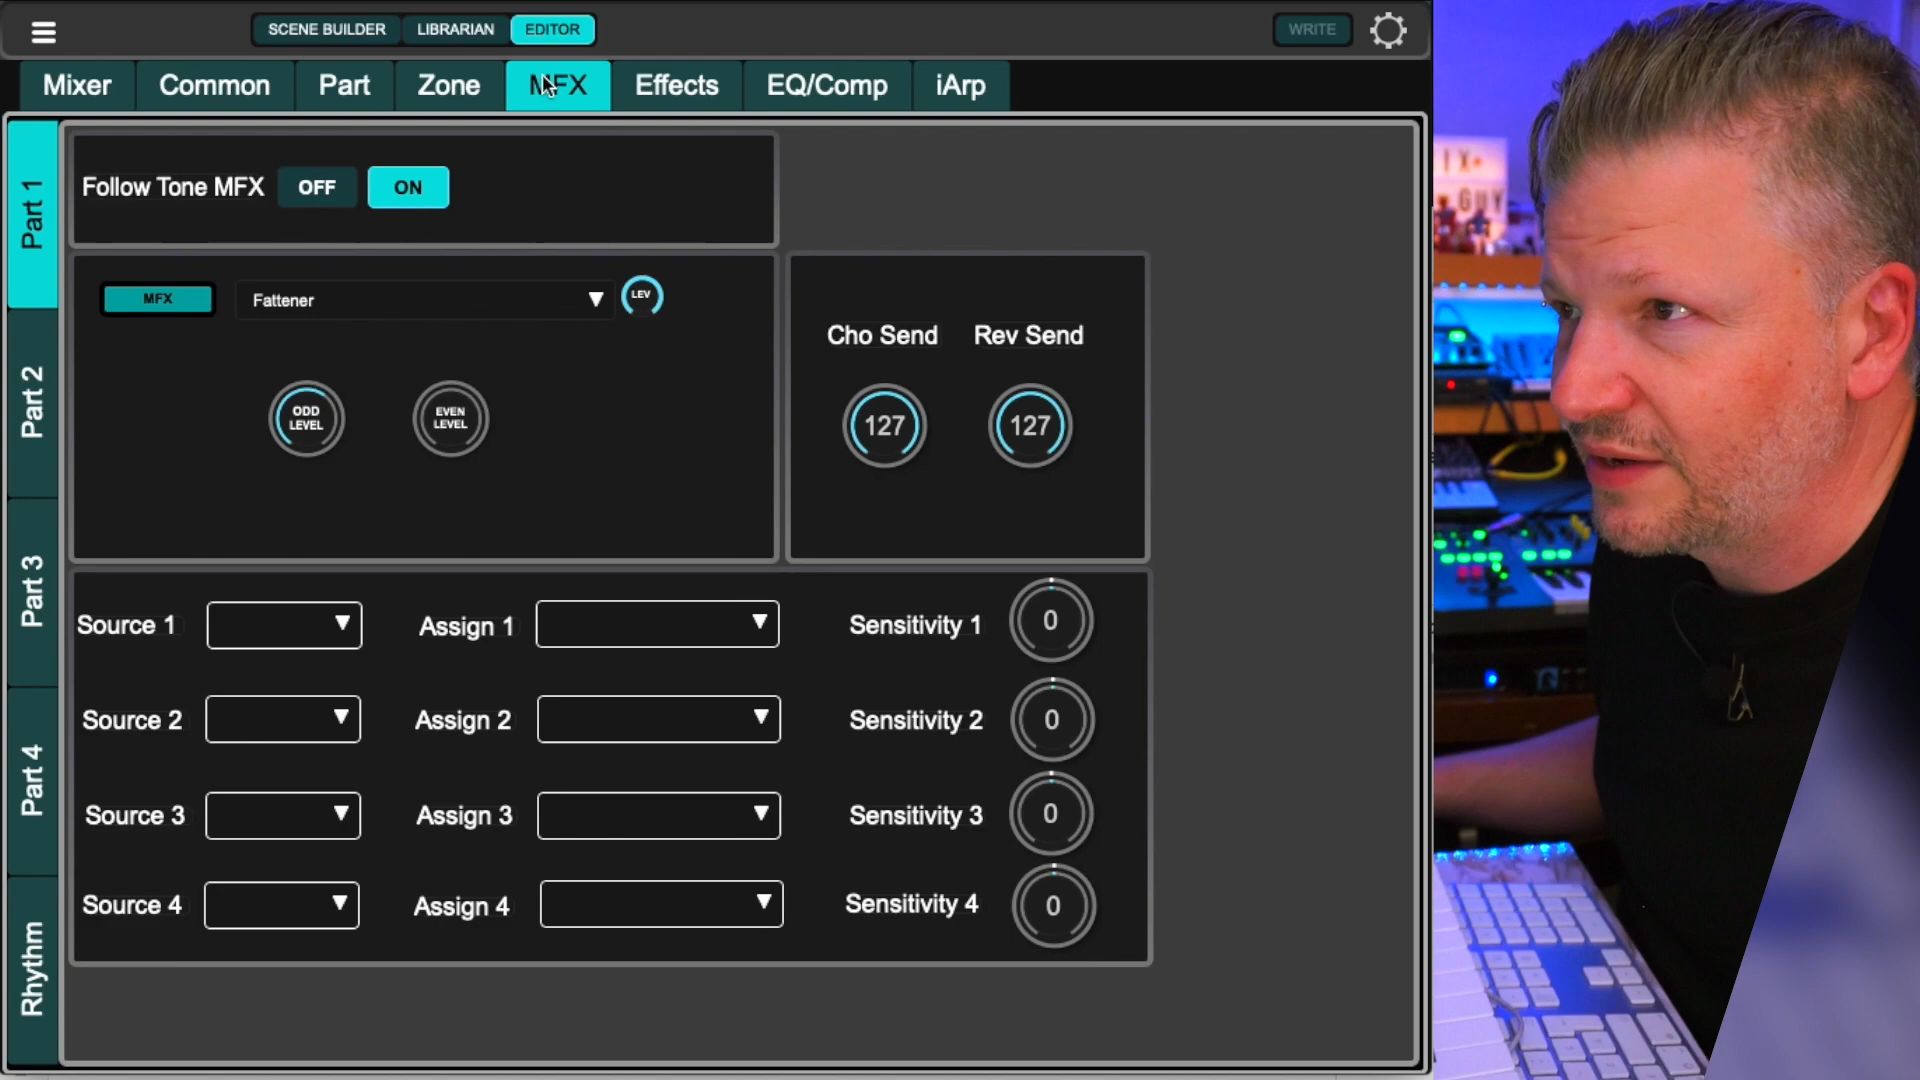 SCENE BUILDER LIBRARIAN EDITOR WRITE
Mixer Common Part Zone MFX Effects EQ/Comp iArp
Part 1
Part 2
Part 3
Part 4
Rhythm
Follow Tone MFX OFF ON
MFX Fattener LEV
ODD LEVEL
EVEN LEVEL
Cho Send Rev Send
127 127
Source 1 Assign 1 Sensitivity 1 0
Source 2 Assign 2 Sensitivity 2 0
Source 3 Assign 3 Sensitivity 3 0
Source 4 Assign 4 Sensitivity 4 0
GUY